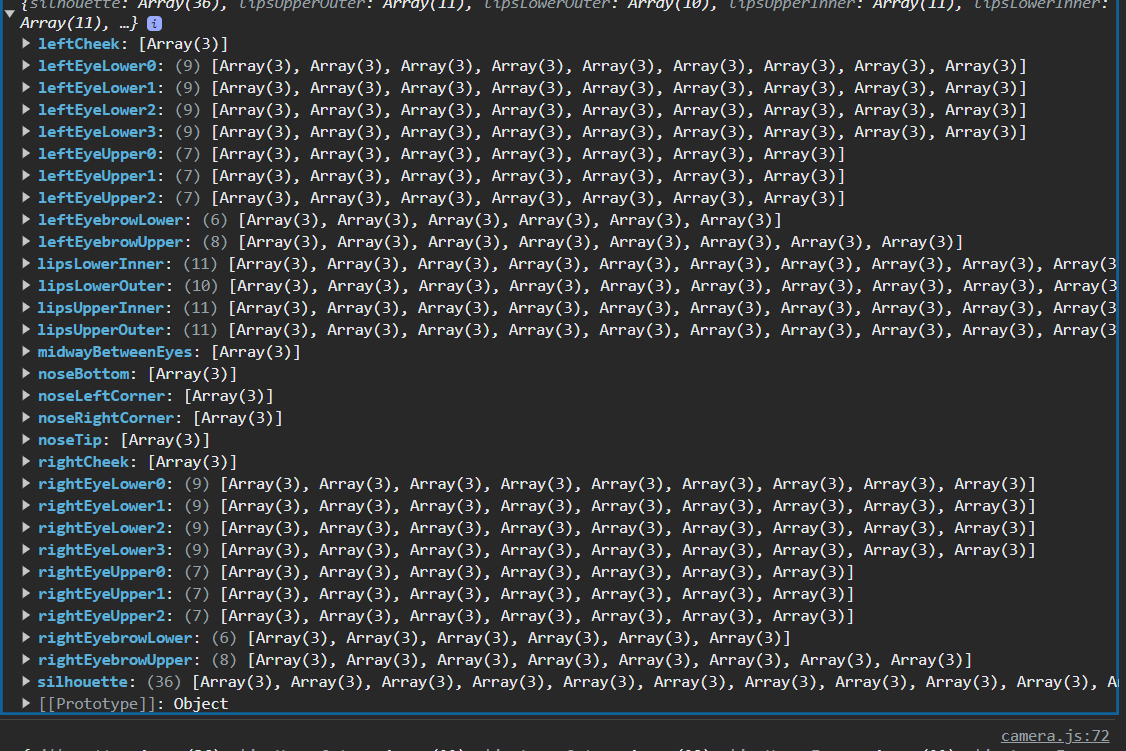 {silhouette: Array(36), lipsUpperOuter: Array(11), lipsLowerOuter: Array(10), lipsUpperInner: Array(11), lipsLowerInner:
Array(11), …} i
leftCheek: [Array(3)]
leftEyeLower0: (9) [Array(3), Array(3), Array(3), Array(3), Array(3), Array(3), Array(3), Array(3), Array(3)]
leftEyeLower1: (9) [Array(3), Array(3), Array(3), Array(3), Array(3), Array(3), Array(3), Array(3), Array(3)]
leftEyeLower2: (9) [Array(3), Array(3), Array(3), Array(3), Array(3), Array(3), Array(3), Array(3), Array(3)]
leftEyeLower3: (9) [Array(3), Array(3), Array(3), Array(3), Array(3), Array(3), Array(3), Array(3), Array(3)]
leftEyeUpper0: (7) [Array(3), Array(3), Array(3), Array(3), Array(3), Array(3), Array(3)]
leftEyeUpper1: (7) [Array(3), Array(3), Array(3), Array(3), Array(3), Array(3), Array(3)]
leftEyeUpper2: (7) [Array(3), Array(3), Array(3), Array(3), Array(3), Array(3), Array(3)]
leftEyebrowLower: (6) [Array(3), Array(3), Array(3), Array(3), Array(3), Array(3)]
leftEyebrowUpper: (8) [Array(3), Array(3), Array(3), Array(3), Array(3), Array(3), Array(3), Array(3)]
lipsLowerInner: (11) [Array(3), Array(3), Array(3), Array(3), Array(3), Array(3), Array(3), Array(3), Array(3), Array(3
lipsLowerOuter: (10) [Array(3), Array(3), Array(3), Array(3), Array(3), Array(3), Array(3), Array(3), Array(3), Array(3
lipsUpperInner: (11) [Array(3), Array(3), Array(3), Array(3), Array(3), Array(3), Array(3), Array(3), Array(3), Array(3
lipsUpperOuter: (11) [Array(3), Array(3), Array(3), Array(3), Array(3), Array(3), Array(3), Array(3), Array(3), Array(3
midwayBetweenEyes: [Array(3)]
noseBottom: [Array(3)]
noseLeftCorner: [Array(3)]
noseRightCorner: [Array(3)]
noseTip: [Array(3)]
rightCheek: [Array(3)]
rightEyeLower0: (9) [Array(3), Array(3), Array(3), Array(3), Array(3), Array(3), Array(3), Array(3), Array(3)]
rightEyeLower1: (9) [Array(3), Array(3), Array(3), Array(3), Array(3), Array(3), Array(3), Array(3), Array(3)]
rightEyeLower2: (9) [Array(3), Array(3), Array(3), Array(3), Array(3), Array(3), Array(3), Array(3), Array(3)]
rightEyeLower3: (9) [Array(3), Array(3), Array(3), Array(3), Array(3), Array(3), Array(3), Array(3), Array(3)]
rightEyeUpper0: (7) [Array(3), Array(3), Array(3), Array(3), Array(3), Array(3), Array(3)]
rightEyeUpper1: (7) [Array(3), Array(3), Array(3), Array(3), Array(3), Array(3), Array(3)]
rightEyeUpper2: (7) [Array(3), Array(3), Array(3), Array(3), Array(3), Array(3), Array(3)]
rightEyebrowLower: (6) [Array(3), Array(3), Array(3), Array(3), Array(3), Array(3)]
rightEyebrowUpper: (8) [Array(3), Array(3), Array(3), Array(3), Array(3), Array(3), Array(3), Array(3)]
silhouette: (36) [Array(3), Array(3), Array(3), Array(3), Array(3), Array(3), Array(3), Array(3), Array(3), Array(3), A
[[Prototype]]: Object
camera.js:72